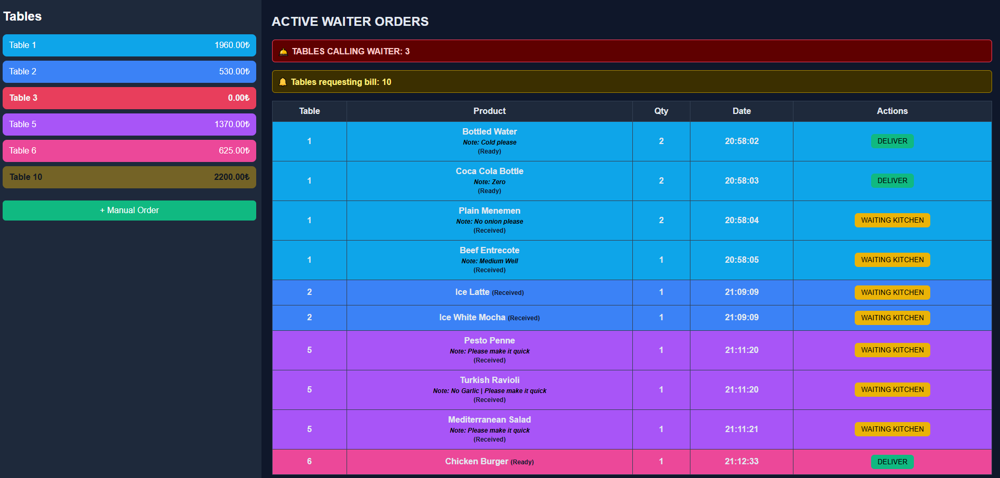 Tables
Table 1 1960.00₺
Table 2 530.00₺
Table 3 0.00₺
Table 5 1370.00₺
Table 6 625.00₺
Table 10 2200.00₺
+ Manual Order
ACTIVE WAITER ORDERS
TABLES CALLING WAITER: 3
Tables requesting bill: 10
Table Product Qty Date Actions
1 Bottled Water 2 20:58:02 DELIVER
Note: Cold please
(Ready)
1 Coca Cola Bottle 2 20:58:03 DELIVER
Note: Zero
(Ready)
1 Plain Menemen 2 20:58:04 WAITING KITCHEN
Note: No onion please
(Received)
1 Beef Entrecote 1 20:58:05 WAITING KITCHEN
Note: Medium Well
(Received)
2 Ice Latte (Received) 1 21:09:09 WAITING KITCHEN
2 Ice White Mocha (Received) 1 21:09:09 WAITING KITCHEN
5 Pesto Penne 1 21:11:20 WAITING KITCHEN
Note: Please make it quick
(Received)
5 Turkish Ravioli 1 21:11:20 WAITING KITCHEN
Note: No Garlic | Please make it quick
(Received)
5 Mediterranean Salad 1 21:11:21 WAITING KITCHEN
Note: Please make it quick
(Received)
6 Chicken Burger (Ready) 1 21:12:33 DELIVER